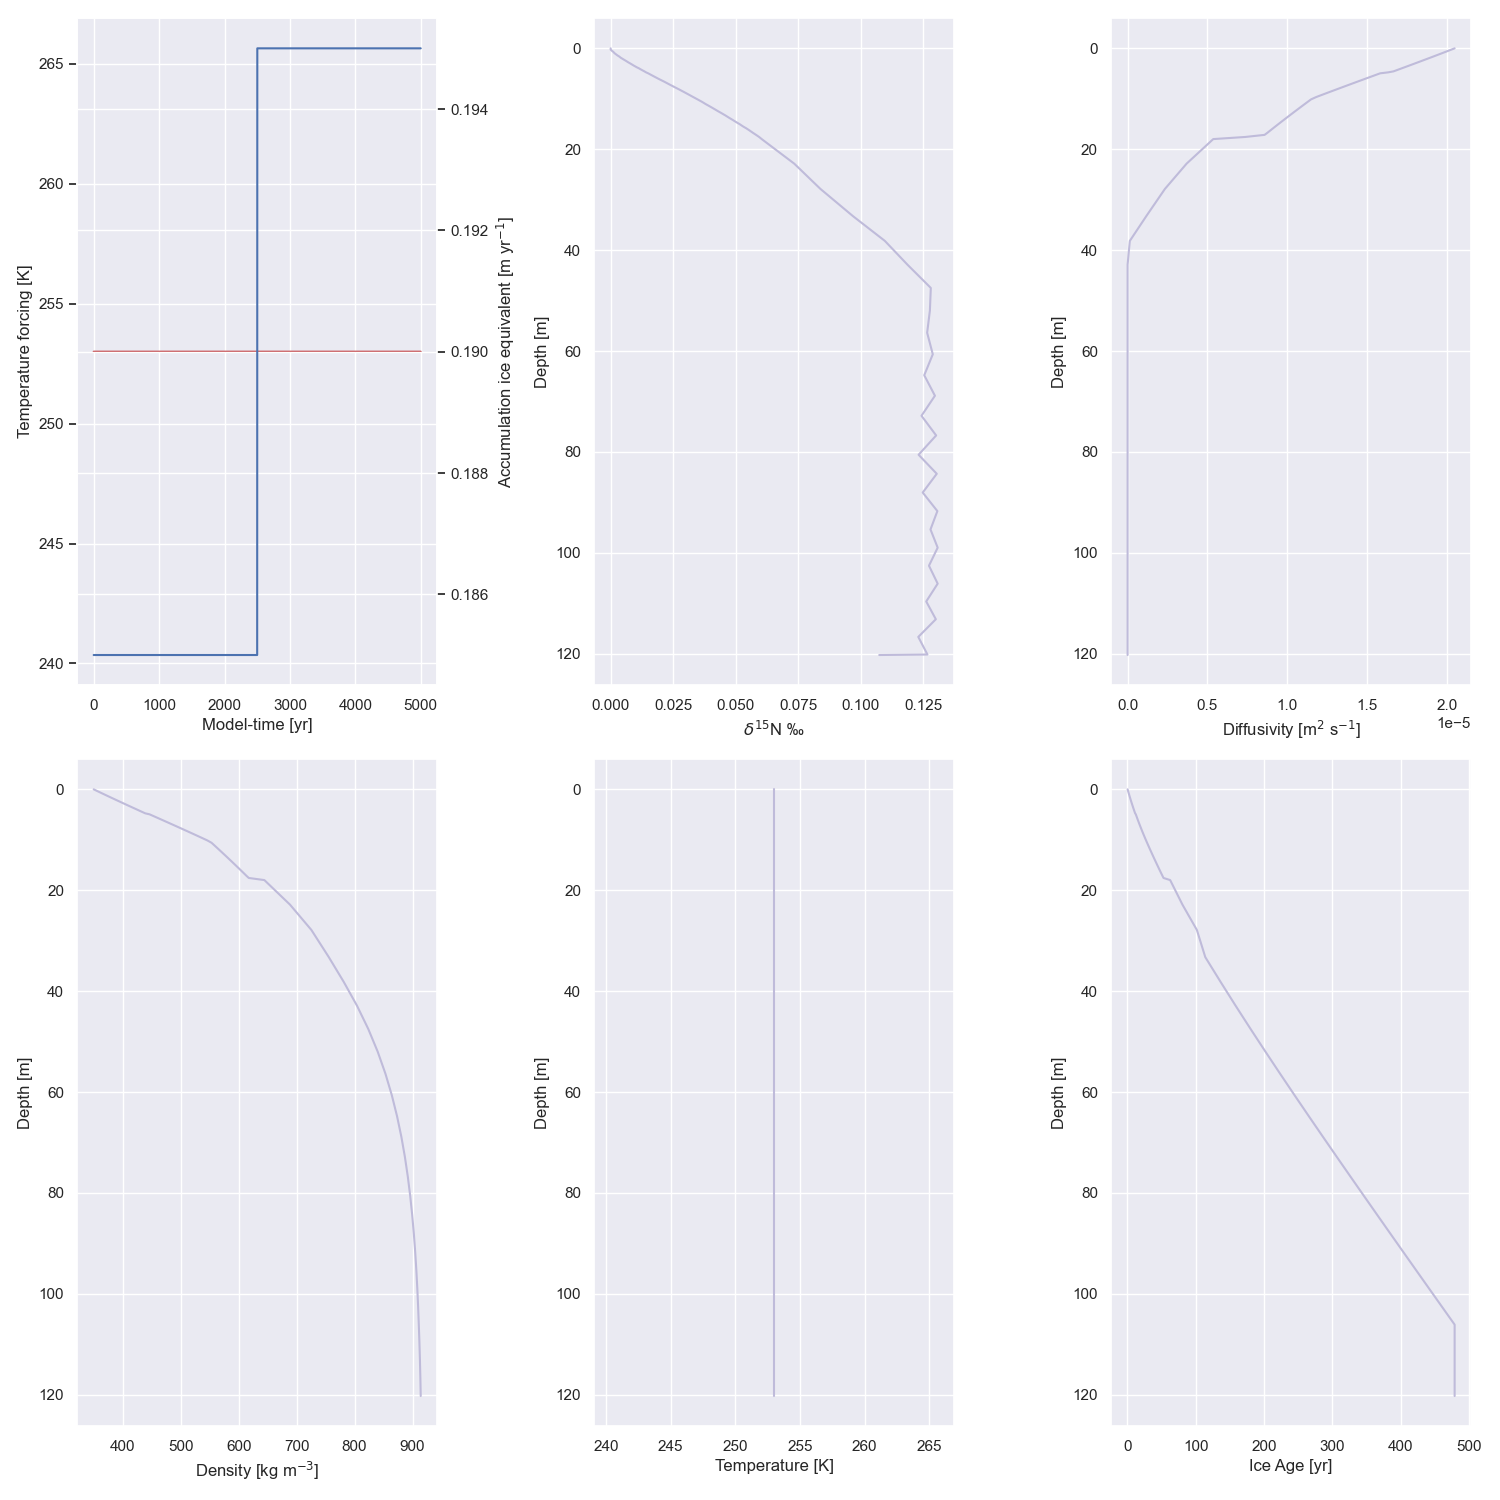 265
260
255
250
245
240
Temperature forcing [K]
0.194
0.192
0.190
0.188
0.186
Accumulation ice equivalent [m yr⁻¹]
0 1000 2000 3000 4000 5000
Model-time [yr]
0
20
40
60
80
100
120
Depth [m]
0.000 0.025 0.050 0.075 0.100 0.125
δ¹⁵N ‰
0
20
40
60
80
100
120
Depth [m]
0.0 0.5 1.0 1.5 2.0
1e−5
Diffusivity [m² s⁻¹]
0
20
40
60
80
100
120
Depth [m]
400 500 600 700 800 900
Density [kg m⁻³]
0
20
40
60
80
100
120
Depth [m]
240 245 250 255 260 265
Temperature [K]
0
20
40
60
80
100
120
Depth [m]
0 100 200 300 400 500
Ice Age [yr]